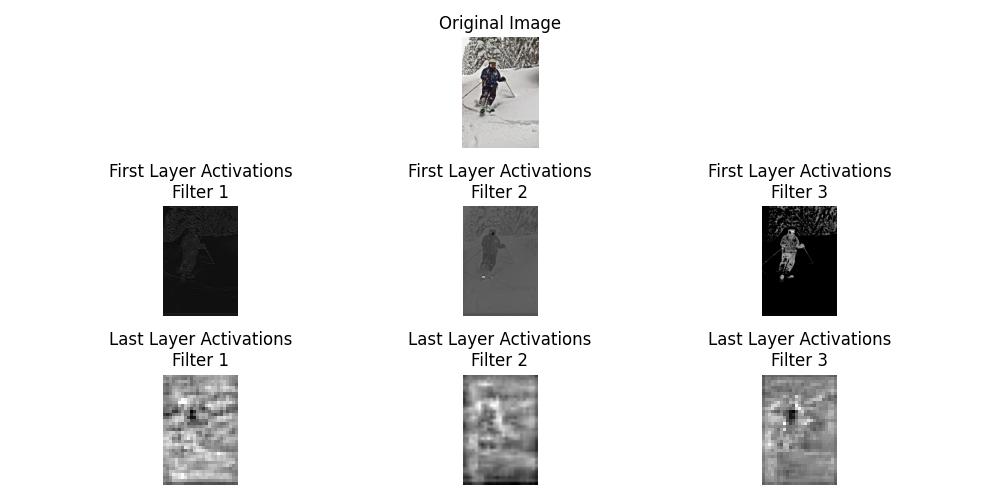 Original Image
First Layer Activations
Filter 1
First Layer Activations
Filter 2
First Layer Activations
Filter 3
Last Layer Activations
Filter 1
Last Layer Activations
Filter 2
Last Layer Activations
Filter 3